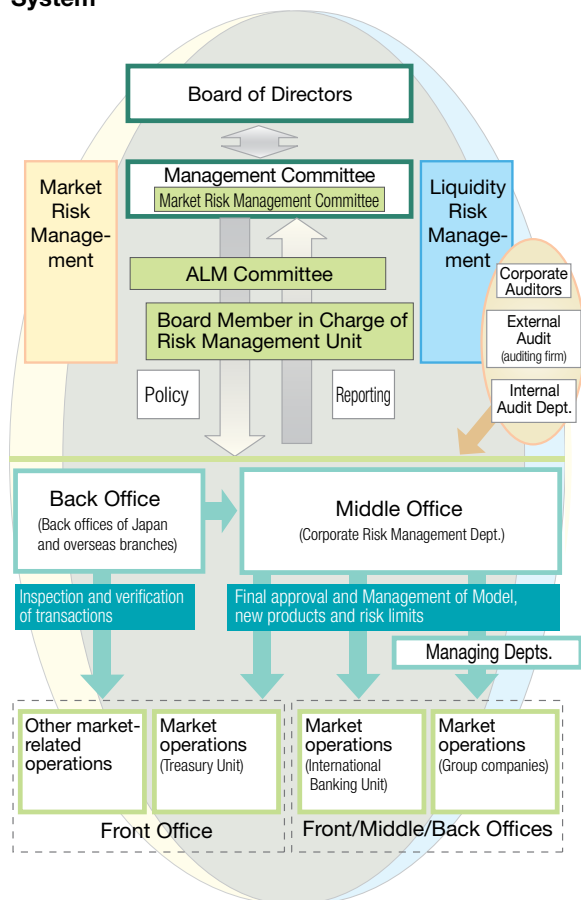 System
Board of Directors
Management Committee
Market Risk Management Committee
Market
Risk
Manage-
ment
Liquidity
Risk
Manage-
ment
Corporate
Auditors
External
Audit
(auditing firm)
Internal
Audit Dept.
ALM Committee
Board Member in Charge of
Risk Management Unit
Policy
Reporting
Back Office
(Back offices of Japan
and overseas branches)
Middle Office
(Corporate Risk Management Dept.)
Inspection and verification
of transactions
Final approval and Management of Model,
new products and risk limits
Managing Depts.
Other market-
related
operations
Market
operations
(Treasury Unit)
Market
operations
(International
Banking Unit)
Market
operations
(Group companies)
Front Office
Front/Middle/Back Offices